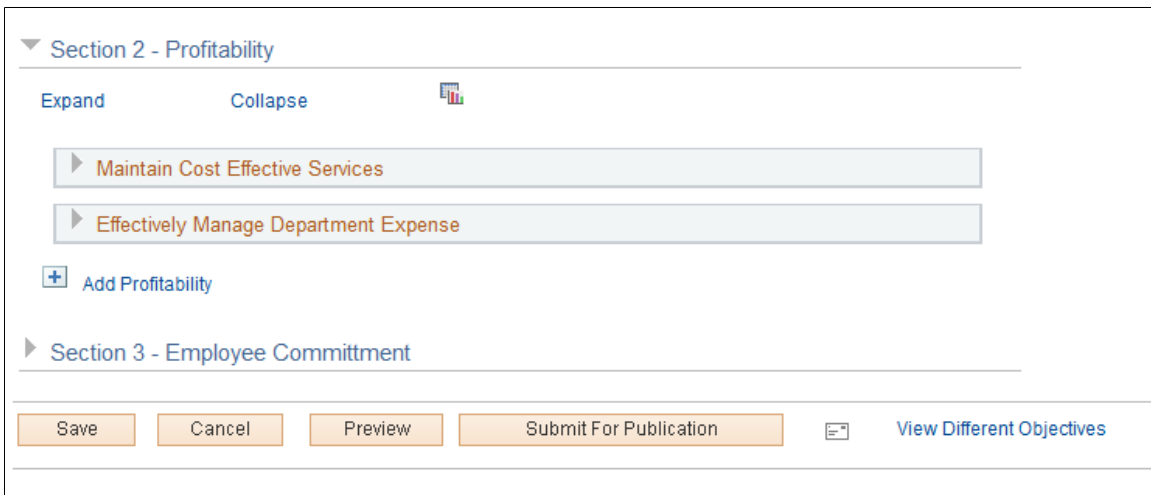 Section 2 - Profitability
Expand Collapse
Maintain Cost Effective Services
Effectively Manage Department Expense
Add Profitability
Section 3 - Employee Committment
Save Cancel Preview Submit For Publication View Different Objectives